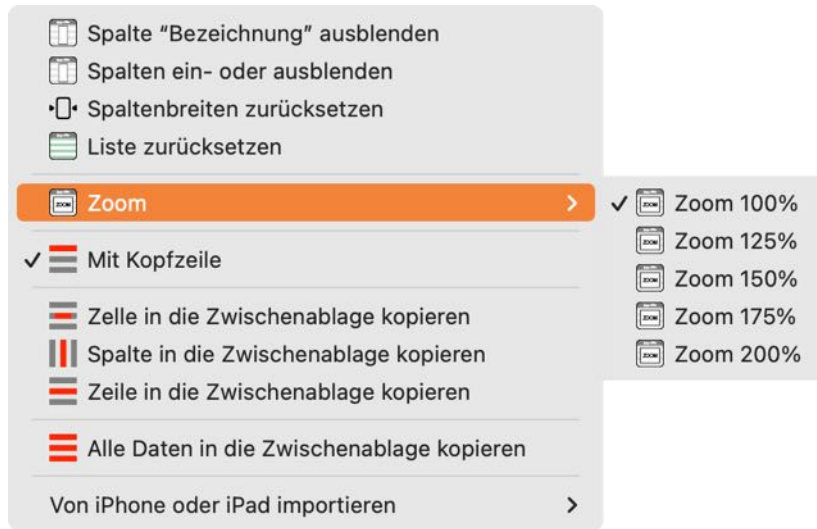 Spalte “Bezeichnung” ausblenden
Spalten ein- oder ausblenden
Spaltenbreiten zurücksetzen
Liste zurücksetzen
Zoom
Mit Kopfzeile
Zelle in die Zwischenablage kopieren
Spalte in die Zwischenablage kopieren
Zeile in die Zwischenablage kopieren
Alle Daten in die Zwischenablage kopieren
Von iPhone oder iPad importieren
Zoom 100%
Zoom 125%
Zoom 150%
Zoom 175%
Zoom 200%